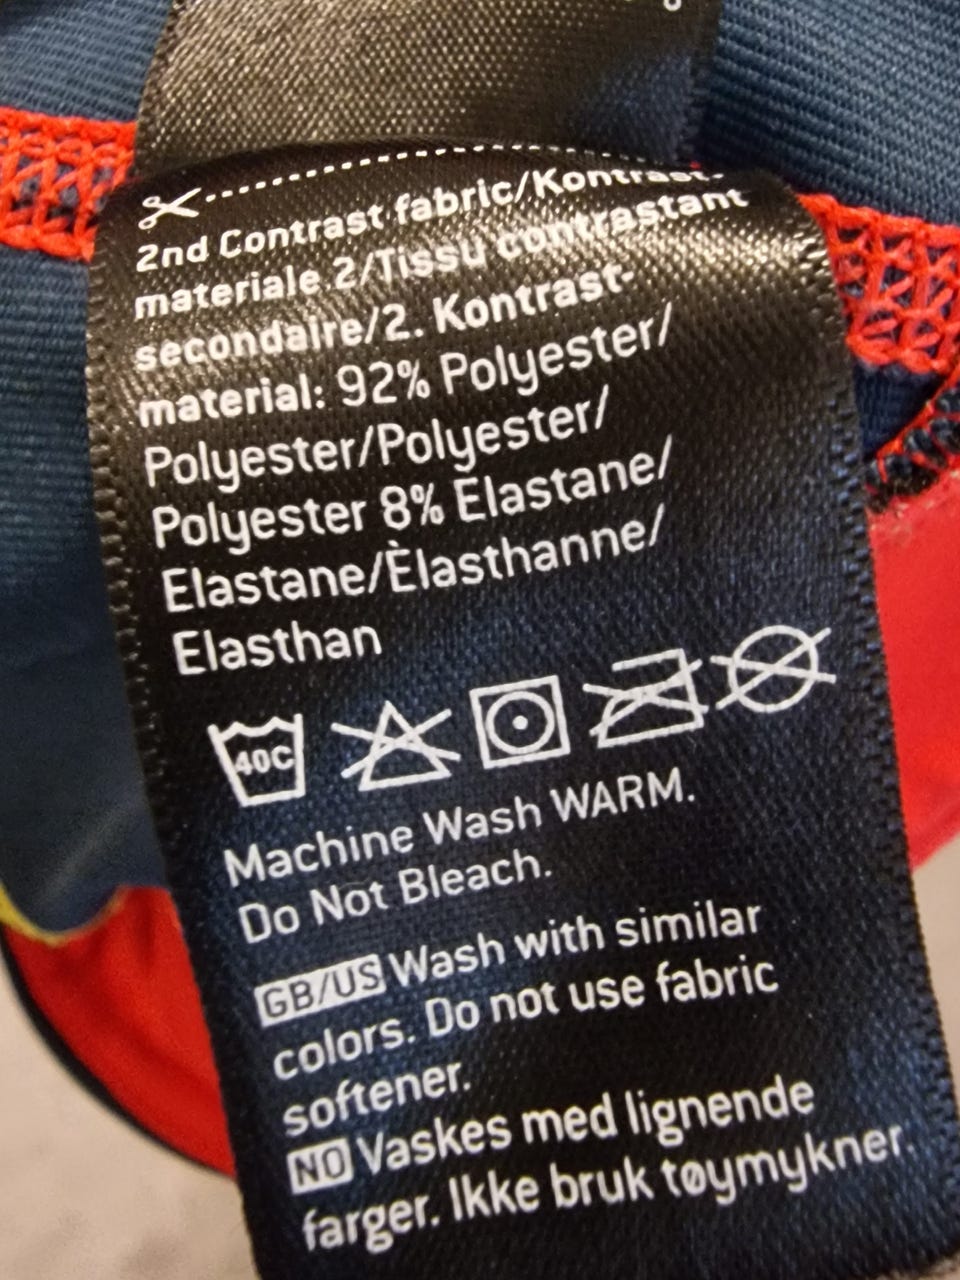 2nd Contrast fabric/Kontrast-
materiale 2/Tissu contrastant
secondaire/2. Kontrast-
material: 92% Polyester/
Polyester/Polyester/
Polyester 8% Elastane/
Elastane/Èlasthanne/
Elasthan
40C
Machine Wash WARM.
Do Not Bleach.
GB/US Wash with similar
colors. Do not use fabric
softener.
NO Vaskes med lignende
farger. Ikke bruk tøymykner.